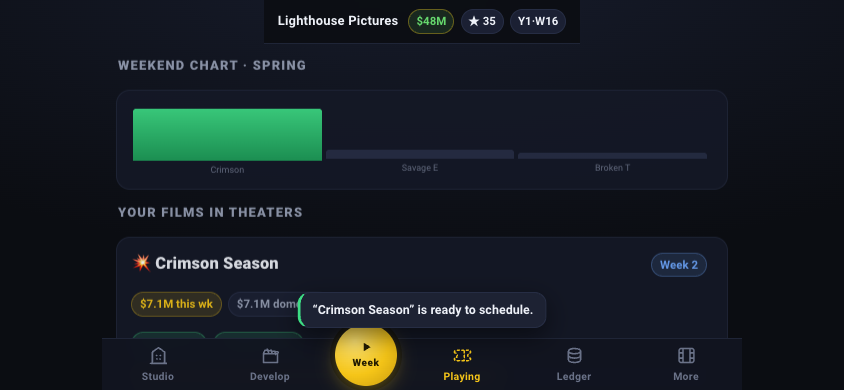 Lighthouse Pictures $48M ★ 35 Y1·W16
WEEKEND CHART · SPRING
Crimson Savage E Broken T
YOUR FILMS IN THEATERS
Crimson Season Week 2
$7.1M this wk $7.1M dom
“Crimson Season” is ready to schedule.
Week
Studio Develop Playing Ledger More